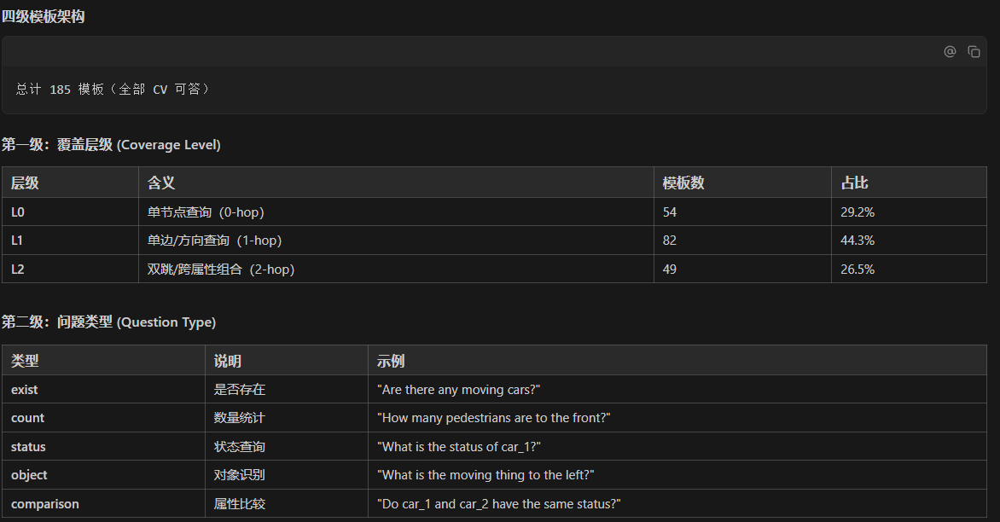 四级模板架构
总计 185 模板（全部 CV 可答）
第一级：覆盖层级 (Coverage Level)
层级 含义 模板数 占比
L0 单节点查询（0-hop） 54 29.2%
L1 单边/方向查询（1-hop） 82 44.3%
L2 双跳/跨属性组合（2-hop） 49 26.5%
第二级：问题类型 (Question Type)
类型 说明 示例
exist 是否存在 "Are there any moving cars?"
count 数量统计 "How many pedestrians are to the front?"
status 状态查询 "What is the status of car_1?"
object 对象识别 "What is the moving thing to the left?"
comparison 属性比较 "Do car_1 and car_2 have the same status?"